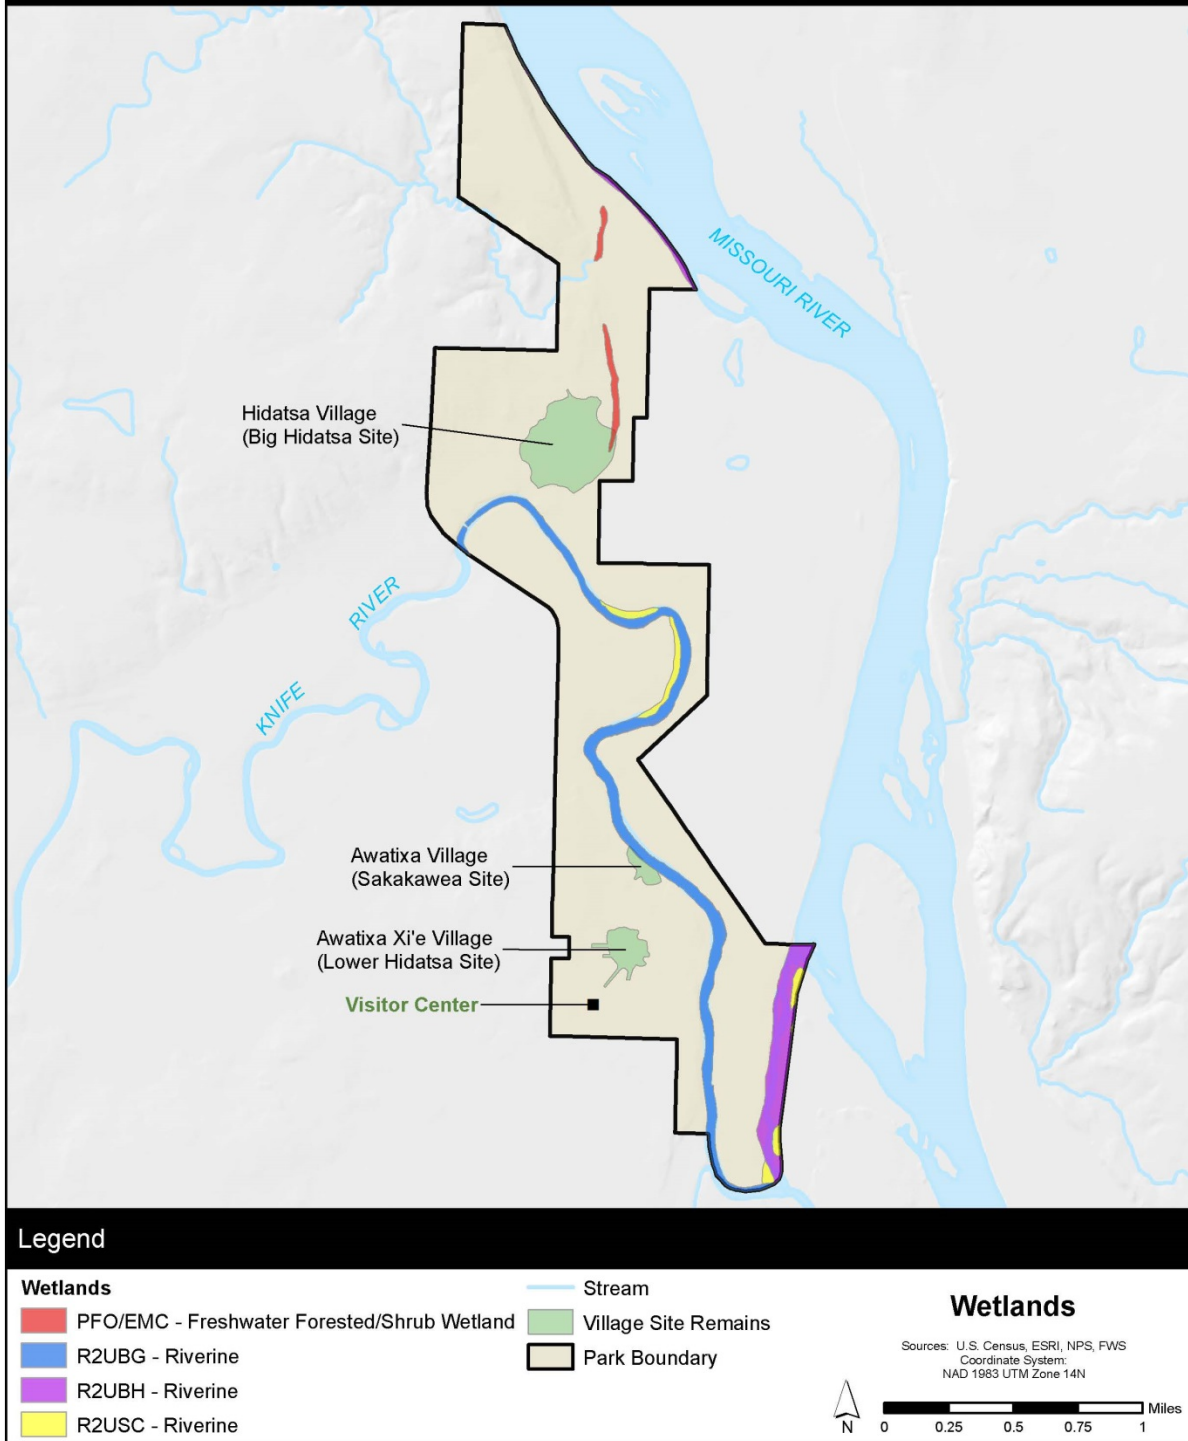 MISSOURI RIVER
Hidatsa Village
(Big Hidatsa Site)
RIVER
KNIFE
Awatixa Village
(Sakakawea Site)
Awatixa Xi'e Village
(Lower Hidatsa Site)
Visitor Center
Legend
Wetlands
PFO/EMC - Freshwater Forested/Shrub Wetland
R2UBG - Riverine
R2UBH - Riverine
R2USC - Riverine
Stream
Village Site Remains
Park Boundary
Wetlands
Sources: U.S. Census, ESRI, NPS, FWS
Coordinate System:
NAD 1983 UTM Zone 14N
N
Miles
0 0.25 0.5 0.75 1